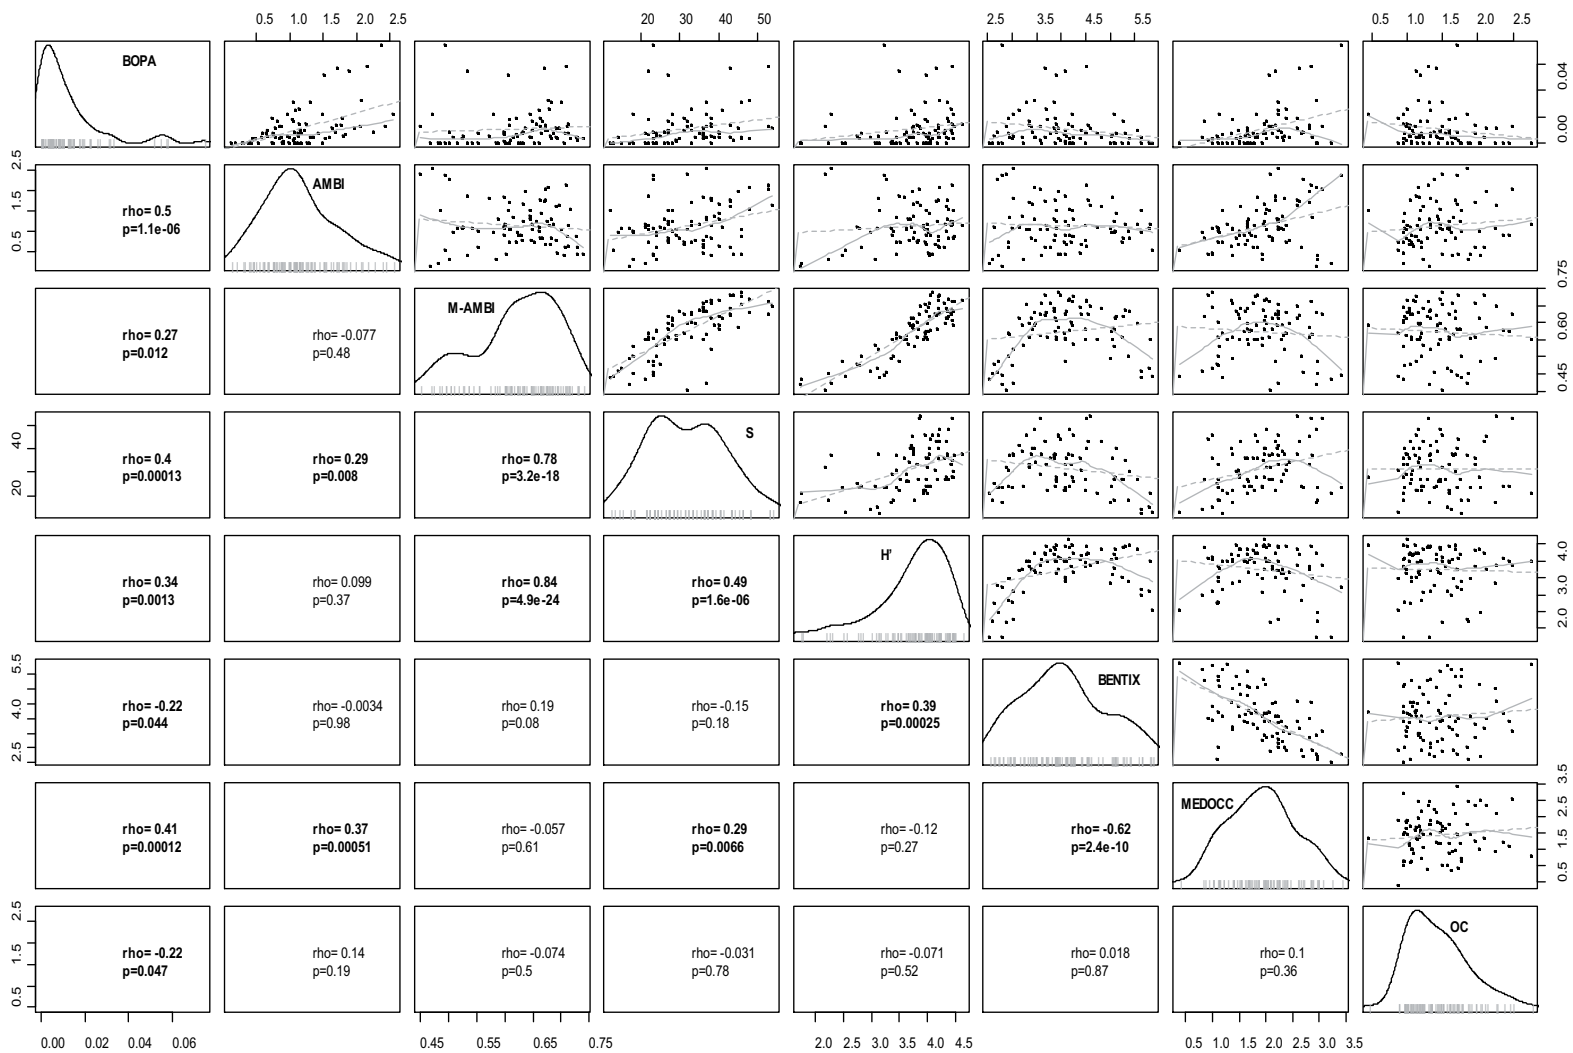 0.5 1.0 1.5 2.0 2.5 20 30 40 50 2.5 3.5 4.5 5.5 0.5 1.0 1.5 2.0 2.5
BOPA
0.00 0.04
0.5 1.5 2.5
rho= 0.5
p=1.1e-06
AMBI
rho= 0.27
p=0.012
rho= -0.077
p=0.48
M-AMBI
0.45 0.60 0.75
20 40
rho= 0.4
p=0.00013
rho= 0.29
p=0.008
rho= 0.78
p=3.2e-18
S
rho= 0.34
p=0.0013
rho= 0.099
p=0.37
rho= 0.84
p=4.9e-24
rho= 0.49
p=1.6e-06
H'
2.0 3.0 4.0
2.5 4.0 5.5
rho= -0.22
p=0.044
rho= -0.0034
p=0.98
rho= 0.19
p=0.08
rho= -0.15
p=0.18
rho= 0.39
p=0.00025
BENTIX
rho= 0.41
p=0.00012
rho= 0.37
p=0.00051
rho= -0.057
p=0.61
rho= 0.29
p=0.0066
rho= -0.12
p=0.27
rho= -0.62
p=2.4e-10
MEDOCC
0.5 1.5 2.5 3.5
0.5 1.5 2.5
rho= -0.22
p=0.047
rho= 0.14
p=0.19
rho= -0.074
p=0.5
rho= -0.031
p=0.78
rho= -0.071
p=0.52
rho= 0.018
p=0.87
rho= 0.1
p=0.36
OC
0.00 0.02 0.04 0.06 0.45 0.55 0.65 0.75 2.0 2.5 3.0 3.5 4.0 4.5 0.5 1.0 1.5 2.0 2.5 3.0 3.5